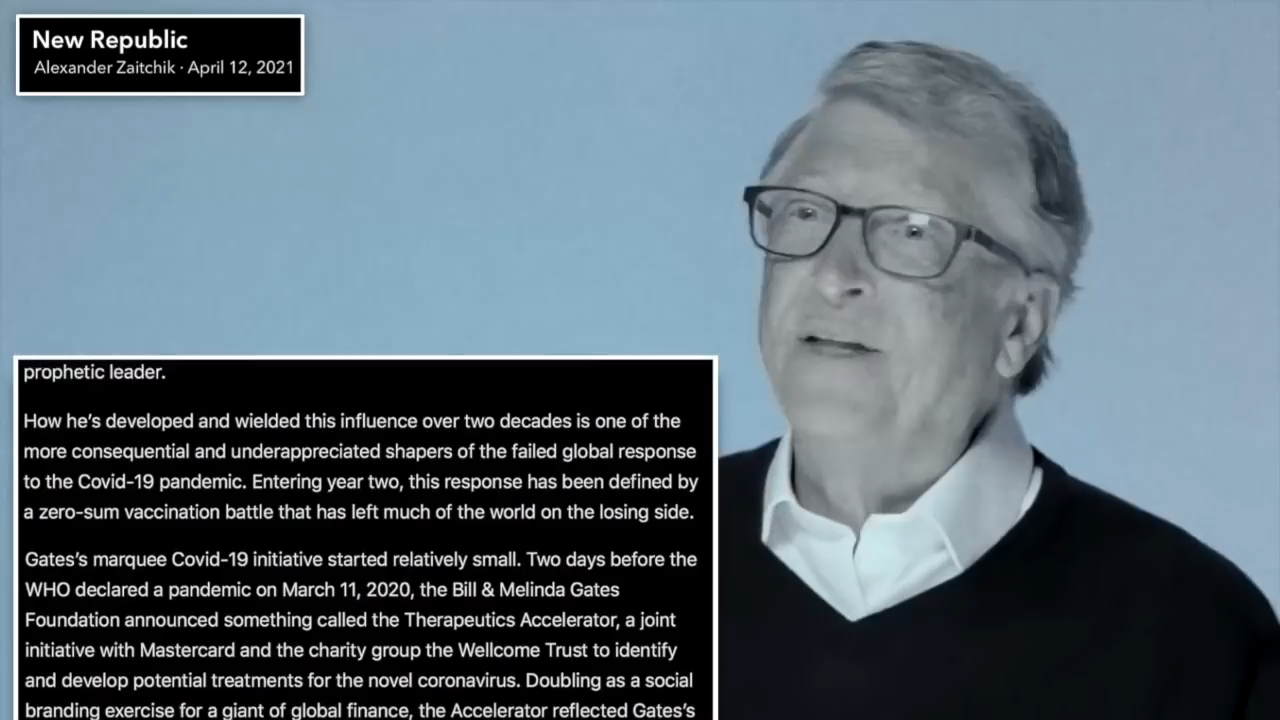 New Republic
Alexander Zaitchik · April 12, 2021
prophetic leader.
How he's developed and wielded this influence over two decades is one of the
more consequential and underappreciated shapers of the failed global response
to the Covid-19 pandemic. Entering year two, this response has been defined by
a zero-sum vaccination battle that has left much of the world on the losing side.
Gates's marquee Covid-19 initiative started relatively small. Two days before the
WHO declared a pandemic on March 11, 2020, the Bill & Melinda Gates
Foundation announced something called the Therapeutics Accelerator, a joint
initiative with Mastercard and the charity group the Wellcome Trust to identify
and develop potential treatments for the novel coronavirus. Doubling as a social
branding exercise for a giant of global finance, the Accelerator reflected Gates's